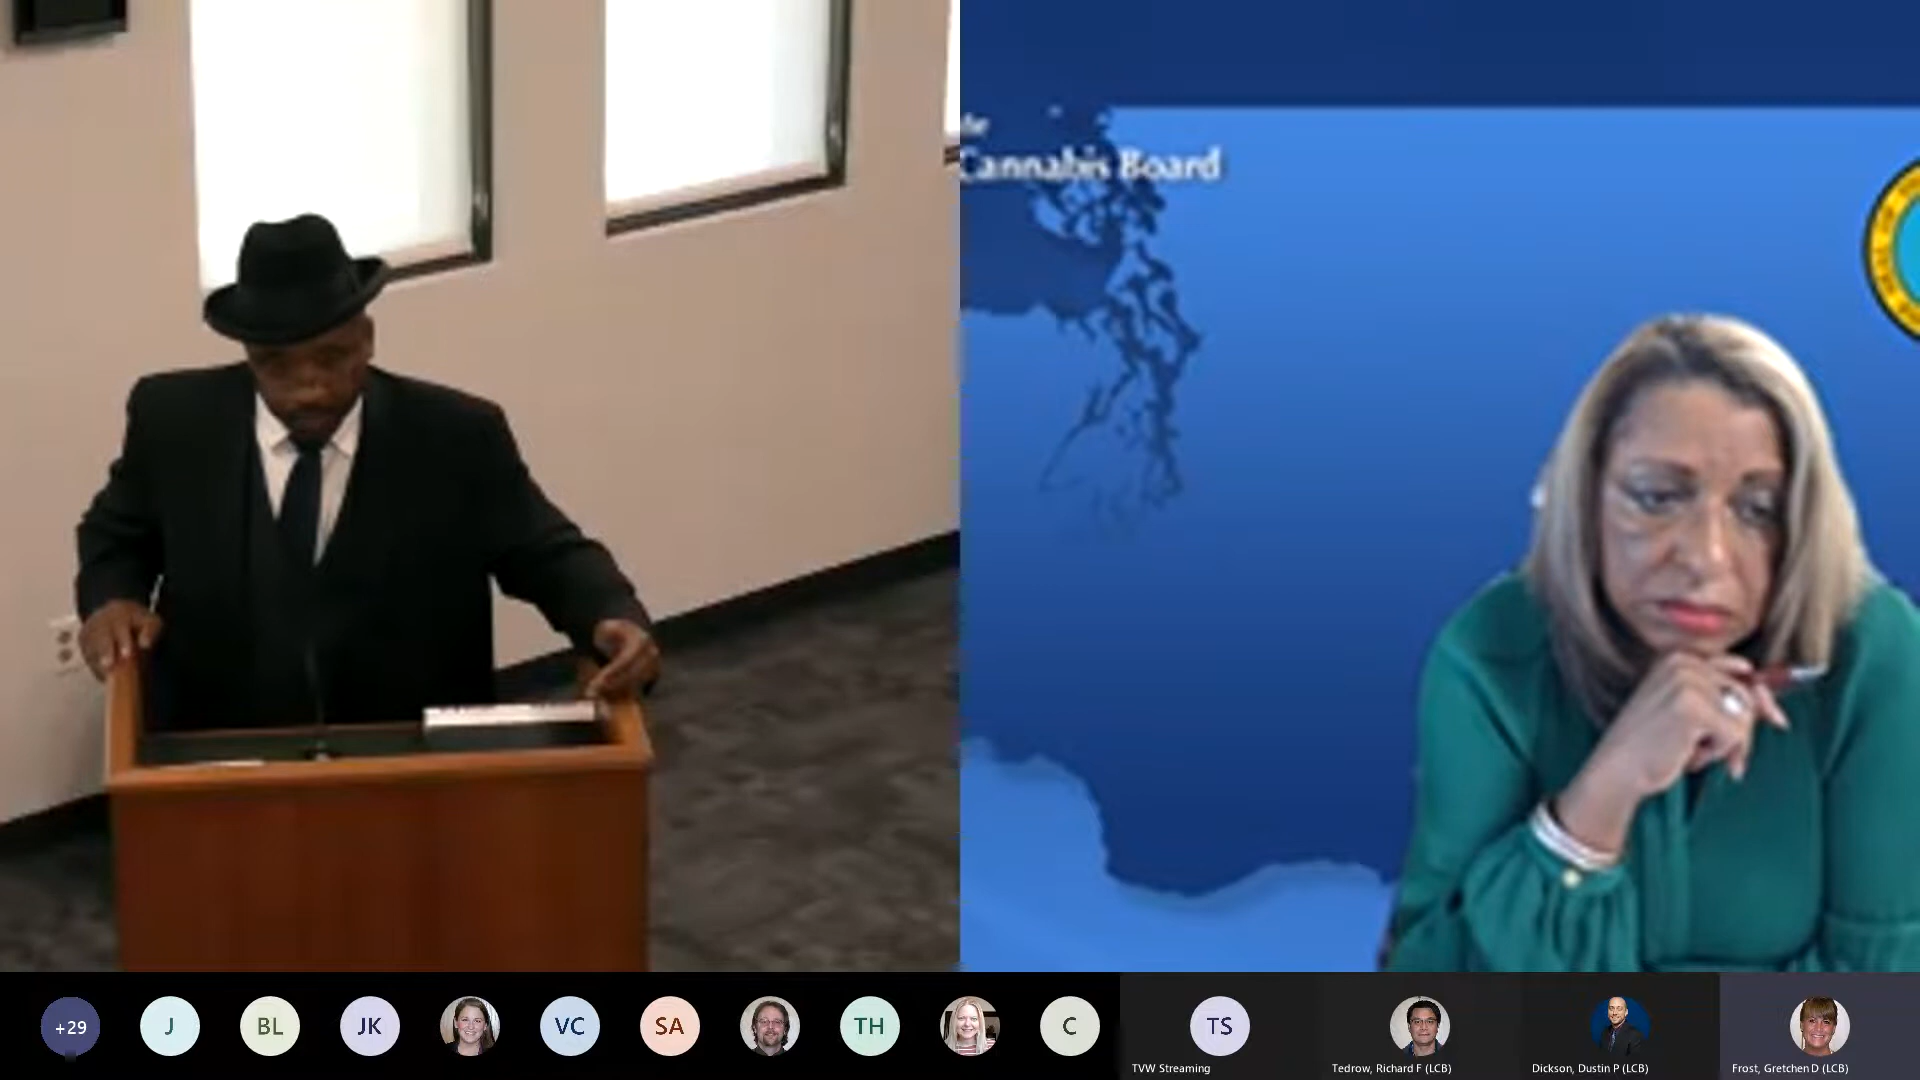 Cannabis Board
+29
J
BL
JK
VC
SA
TH
C
TS
TVW Streaming
Tedrow, Richard F (LCB)
Dickson, Dustin P (LCB)
Frost, Gretchen D (LCB)